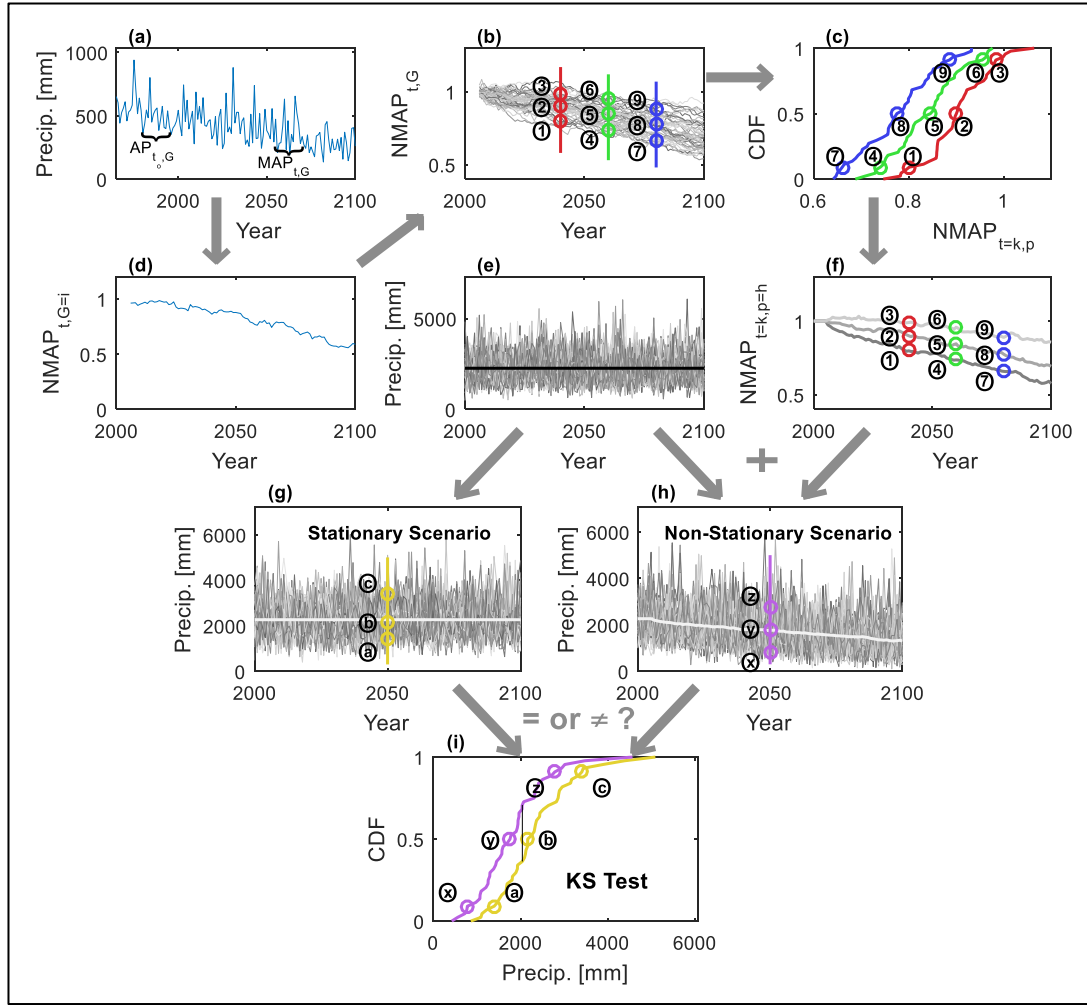 (a)
Precip. [mm]
1000
500
0
AP t₀,G
MAP t,G
2000
2050
2100
Year
(b)
NMAP t,G
1
0.5
③
②
①
⑥
⑤
④
⑨
⑧
⑦
2000
2050
2100
Year
(c)
CDF
1
0.5
0
⑨
⑥
③
⑧
⑤
②
⑦
④
①
0.6
0.8
1
NMAP t=k,p
(d)
NMAP t,G=i
1
0.5
0
2000
2050
2100
Year
(e)
Precip. [mm]
5000
0
2000
2050
2100
Year
(f)
NMAP t=k,p=h
1
0.5
③
②
①
⑥
⑤
④
⑨
⑧
⑦
2000
2050
2100
Year
+
(g)
Stationary Scenario
Precip. [mm]
6000
4000
2000
0
ⓒ
ⓑ
ⓐ
2000
2050
2100
Year
(h)
Non-Stationary Scenario
Precip. [mm]
6000
4000
2000
0
ⓩ
ⓨ
ⓧ
2000
2050
2100
Year
= or ≠ ?
(i)
CDF
1
0.5
0
ⓩ
ⓒ
ⓨ
ⓑ
ⓧ
ⓐ
KS Test
0
2000
4000
6000
Precip. [mm]